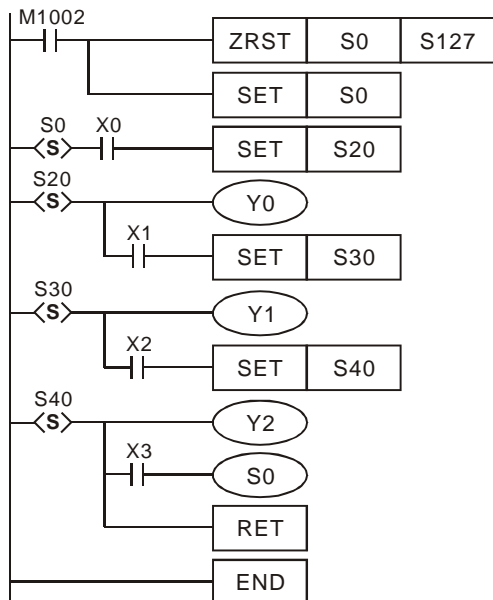 M1002
ZRST S0 S127
SET S0
S0 X0
S SET S20
S20
S Y0
X1
SET S30
S30
S Y1
X2
SET S40
S40
S Y2
X3
S0
RET
END